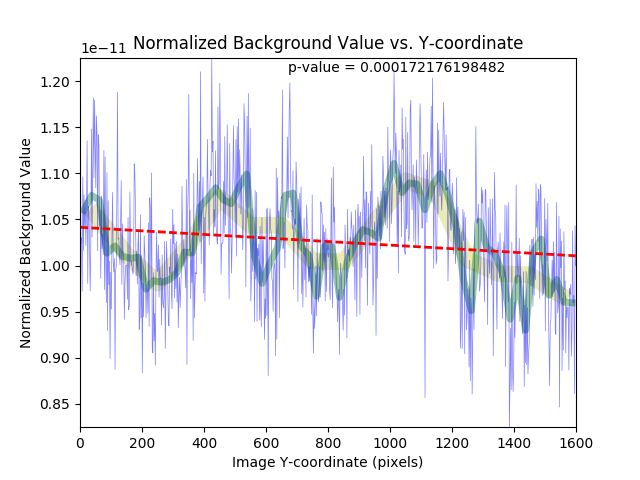 1e−11 Normalized Background Value vs. Y-coordinate
p-value = 0.000172176198482
1.20
1.15
1.10
1.05
1.00
0.95
0.90
0.85
Normalized Background Value
0 200 400 600 800 1000 1200 1400 1600
Image Y-coordinate (pixels)